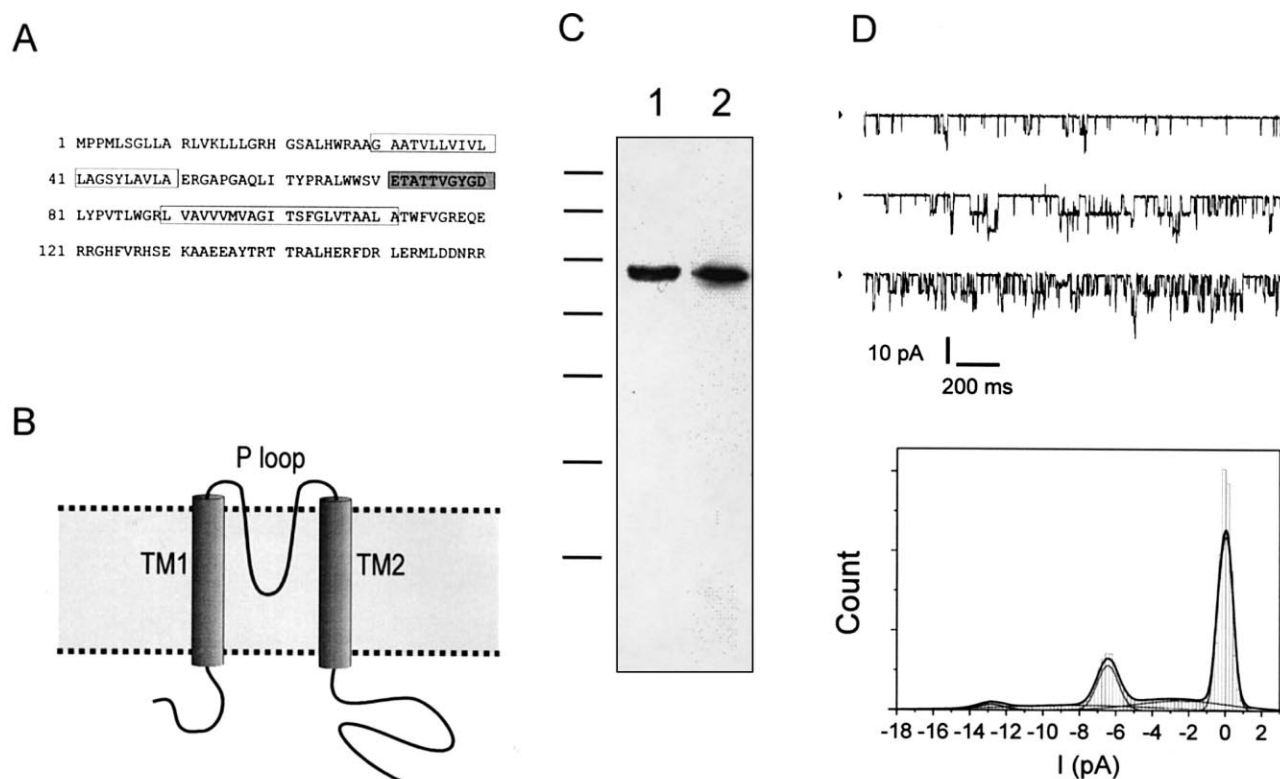 A
1 MPPMLSGLLA RLVKLLLGRH GSALHWRAAG AATVLLVIVL
41 LAGSYLAVLA ERGAPGAQLI TYPRALWWSV ETATTVGYGD
81 LYPVTLWGRL VAVVVMVAGI TSFGLVTAALA ATWFVGREQE
121 RRGHFVRHSE KAAEEAYTRT TRALHERFDR LERMLDDNRR
B
P loop
TM1
TM2
C
1 2
D
10 pA
200 ms
Count
-18 -16 -14 -12 -10 -8 -6 -4 -2 0 2
I (pA)